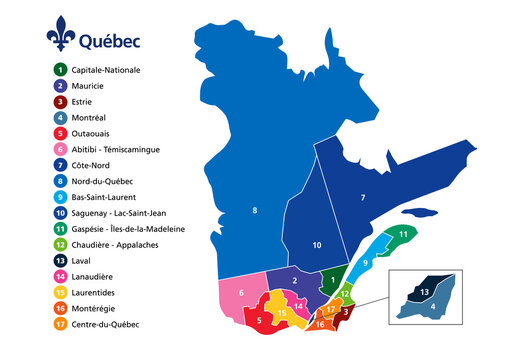 Québec
1 Capitale-Nationale
2 Mauricie
3 Estrie
4 Montréal
5 Outaouais
6 Abitibi - Témiscamingue
7 Côte-Nord
8 Nord-du-Québec
9 Bas-Saint-Laurent
10 Saguenay - Lac-Saint-Jean
11 Gaspésie - Îles-de-la-Madeleine
12 Chaudière - Appalaches
13 Laval
14 Lanaudière
15 Laurentides
16 Montérégie
17 Centre-du-Québec
7
8
10
11
9
6
2
1
12
14
15
17
3
5
16
13
4